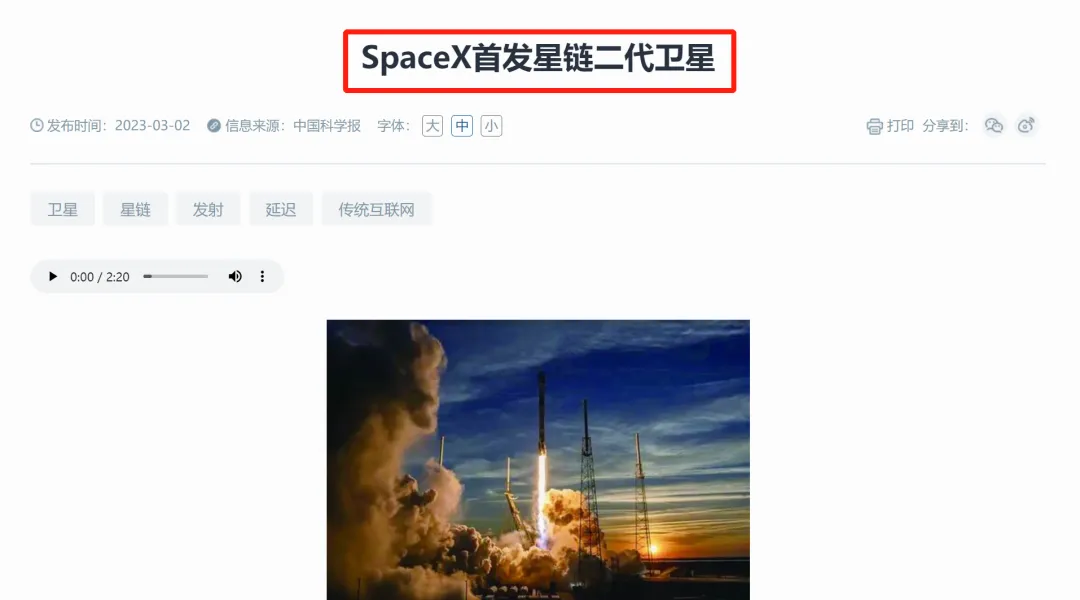 SpaceX首发星链二代卫星
发布时间：2023-03-02 信息来源：中国科学报 字体： 大 中 小 打印 分享到：
卫星 星链 发射 延迟 传统互联网
0:00 / 2:20